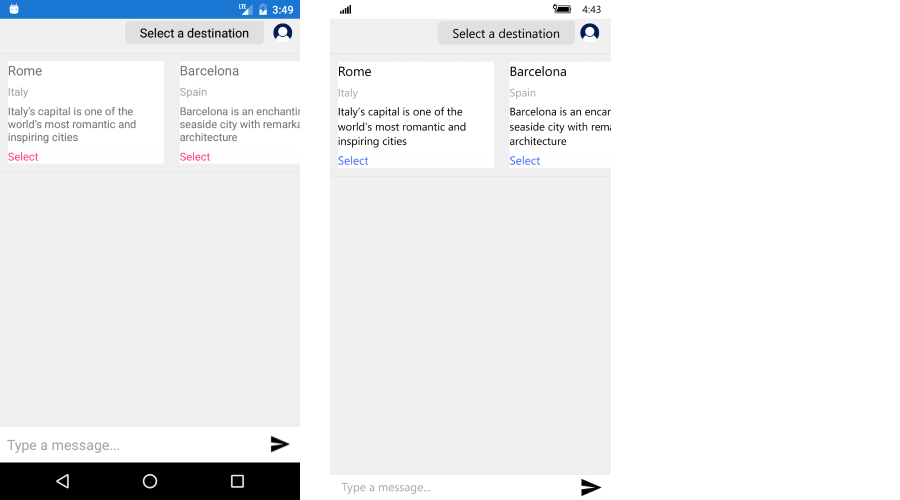 LTE 3:49
Select a destination
Rome
Italy
Italy's capital is one of the
world's most romantic and
inspiring cities
Select
Barcelona
Spain
Barcelona is an enchanti
seaside city with remarka
architecture
Select
Type a message...
4:43
Select a destination
Rome
Italy
Italy's capital is one of the
world's most romantic and
inspiring cities
Select
Barcelona
Spain
Barcelona is an encar
seaside city with rema
architecture
Select
Type a message...